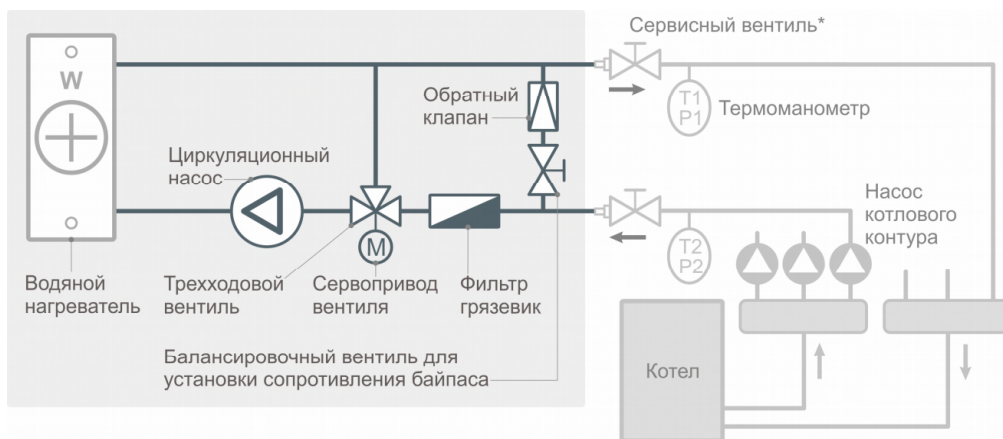 Сервисный вентиль*
W
Обратный
клапан
T1
P1
Термоманометр
Циркуляционный
насос
Насос
котлового
контура
M
T2
P2
Водяной
нагреватель
Трехходовой
вентиль
Сервопривод
вентиля
Фильтр
грязевик
Балансировочный вентиль для
установки сопротивления байпаса
Котел